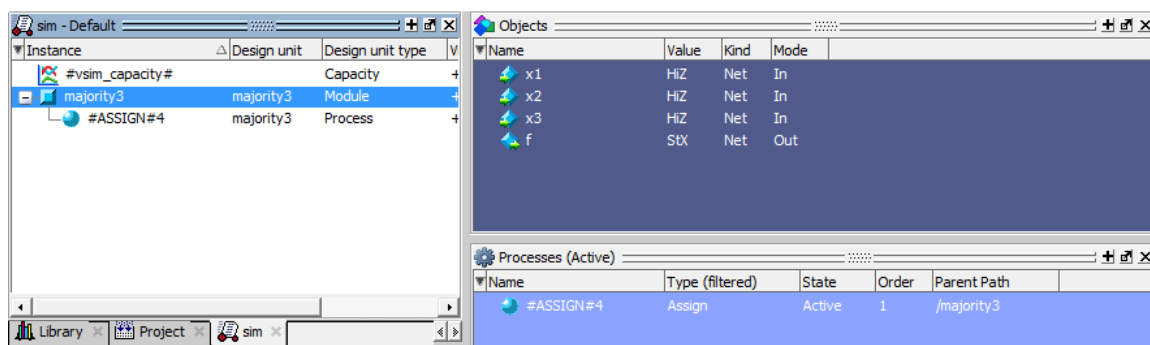 sim - Default
Instance Design unit Design unit type V
#vsim_capacity# Capacity +
majority3 majority3 Module +
#ASSIGN#4 majority3 Process +
Library Project sim
Objects
Name Value Kind Mode
x1 HiZ Net In
x2 HiZ Net In
x3 HiZ Net In
f StX Net Out
Processes (Active)
Name Type (filtered) State Order Parent Path
#ASSIGN#4 Assign Active 1 /majority3